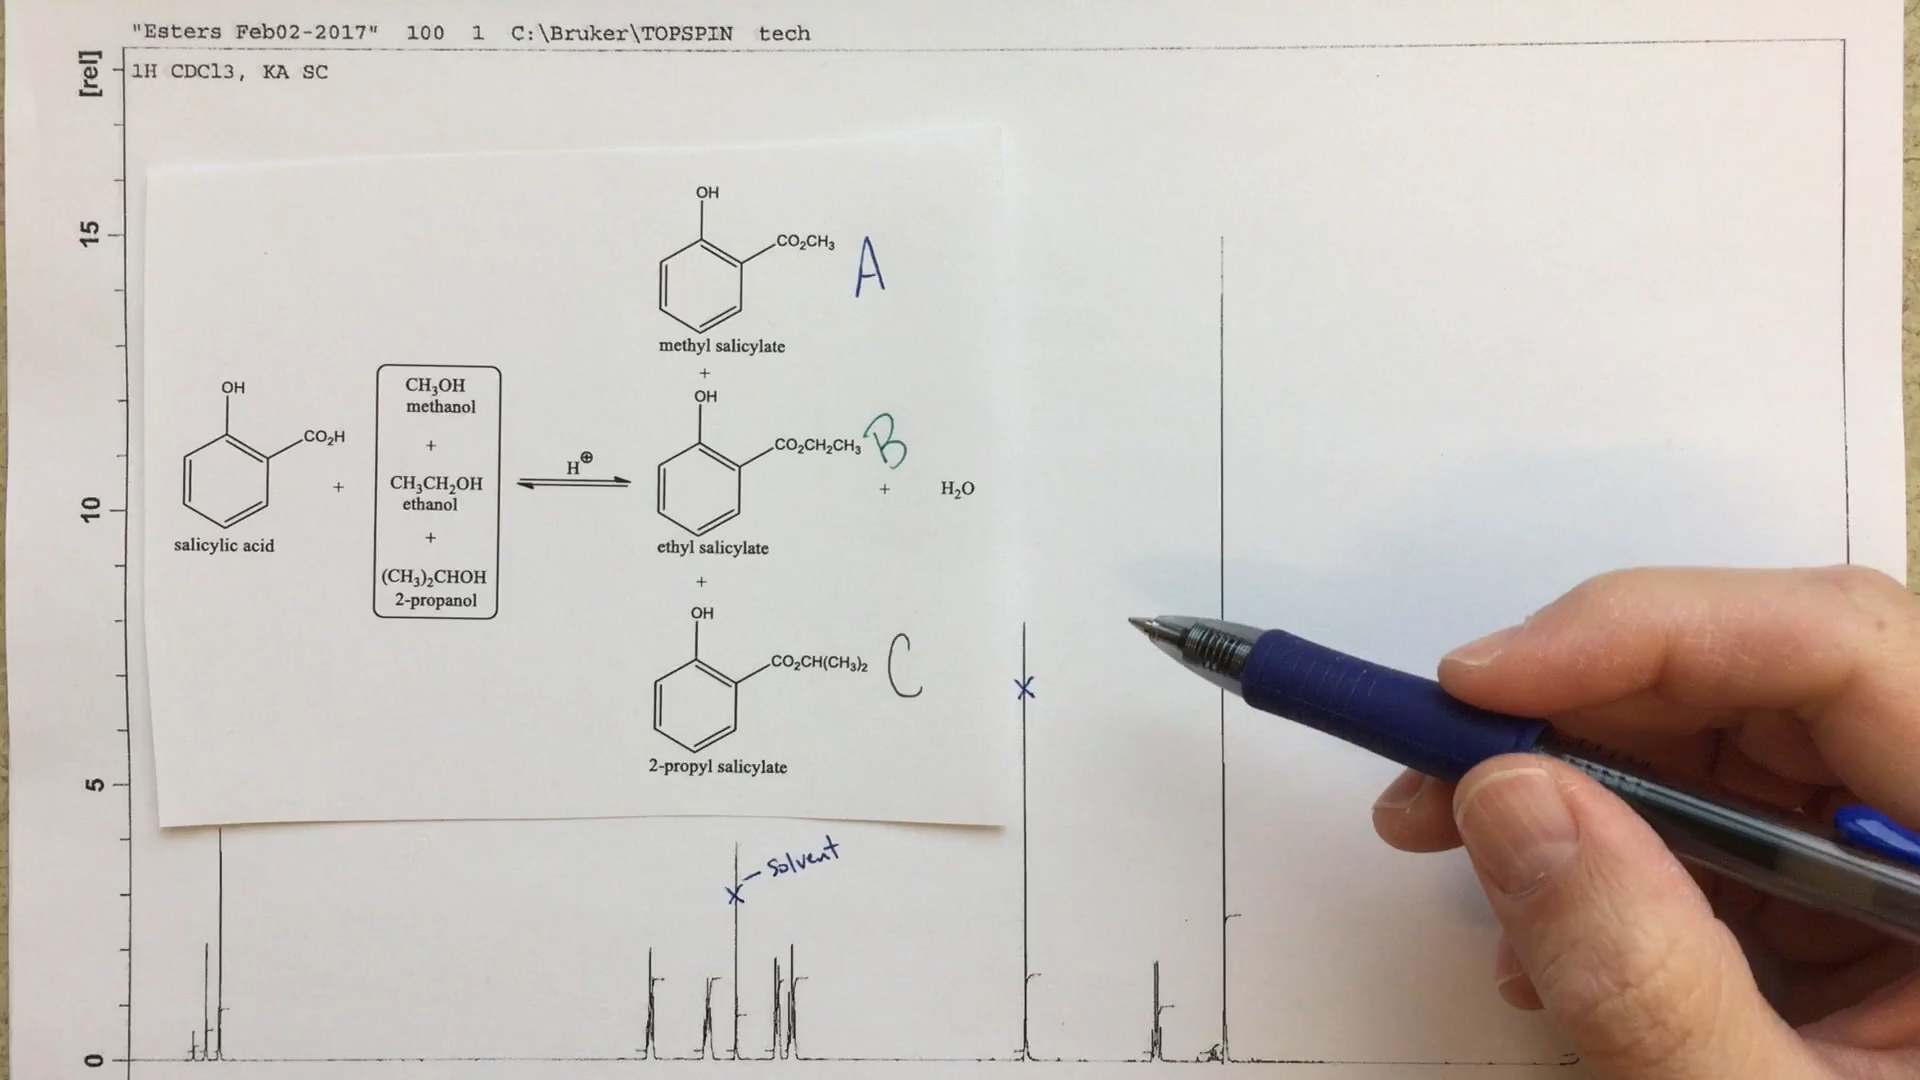 "Esters Feb02-2017"  100  1  C:\Bruker\TOPSPIN  tech
[rel]
1H CDCl3, KA SC
15
10
5
0
OH
CO₂CH₃
A
methyl salicylate
+
OH
CO₂H
salicylic acid
+
CH₃OH
methanol
+
CH₃CH₂OH
ethanol
+
(CH₃)₂CHOH
2-propanol
H⊕
OH
CO₂CH₂CH₃
B
ethyl salicylate
+
H₂O
+
OH
CO₂CH(CH₃)₂
C
2-propyl salicylate
X
X - solvent